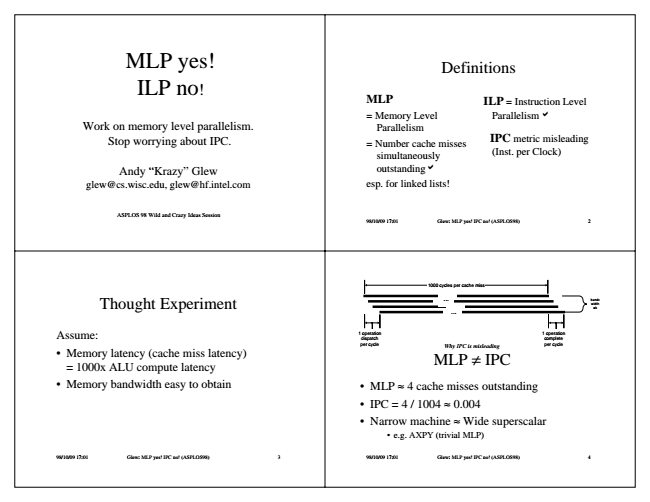 MLP yes!
ILP no!
Work on memory level parallelism.
Stop worrying about IPC.
Andy “Krazy” Glew
glew@cs.wisc.edu, glew@hf.intel.com
ASPLOS 98 Wild and Crazy Ideas Session
Definitions
MLP
= Memory Level
Parallelism
= Number cache misses
simultaneously
outstanding ✔
esp. for linked lists!
ILP = Instruction Level
Parallelism ✔
IPC metric misleading
(Inst. per Clock)
98/10/09 17:01
Glew: MLP yes! IPC no! (ASPLOS98)
2
Thought Experiment
Assume:
• Memory latency (cache miss latency)
= 1000x ALU compute latency
• Memory bandwidth easy to obtain
98/10/09 17:01
Glew: MLP yes! IPC no! (ASPLOS98)
3
1000 cycles per cache miss
...
...
1 operation
dispatch
per cycle
1 operation
complete
per cycle
Why IPC is misleading
MLP ≠ IPC
• MLP ≈ 4 cache misses outstanding
• IPC = 4 / 1004 ≈ 0.004
• Narrow machine ≈ Wide superscalar
• e.g. AXPY (trivial MLP)
98/10/09 17:01
Glew: MLP yes! IPC no! (ASPLOS98)
4